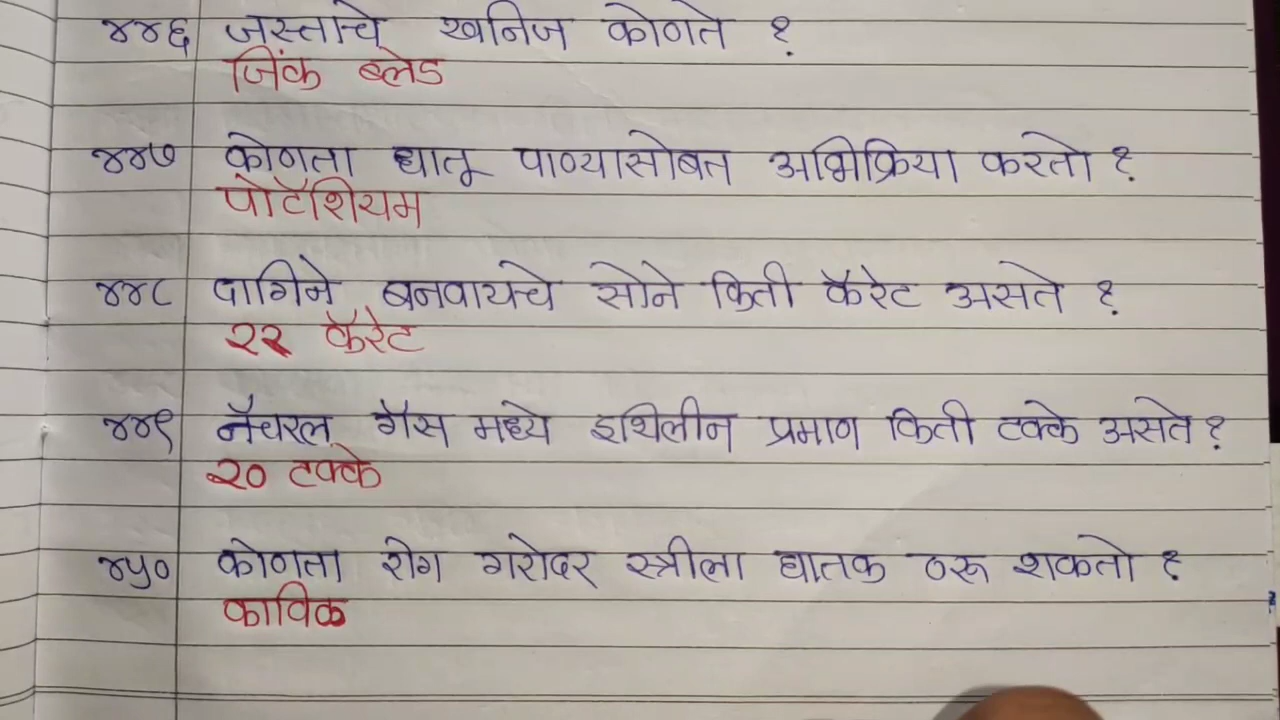 ४४६ जस्ताचे खनिज कोणते ?
जिंक ब्लेड
४४७ कोणता धातू पाण्यासोबत अभिक्रिया करतो ?
पोटॅशियम
४४८ दागिने बनवायचे सोने किती कॅरेट असते ?
२२ कॅरेट
४४९ नॅचरल गॅस मध्ये इथिलीन प्रमाण किती टक्के असते ?
२० टक्के
४५० कोणता रोग गरोदर स्त्रीला घातक ठरू शकतो ?
काविळ